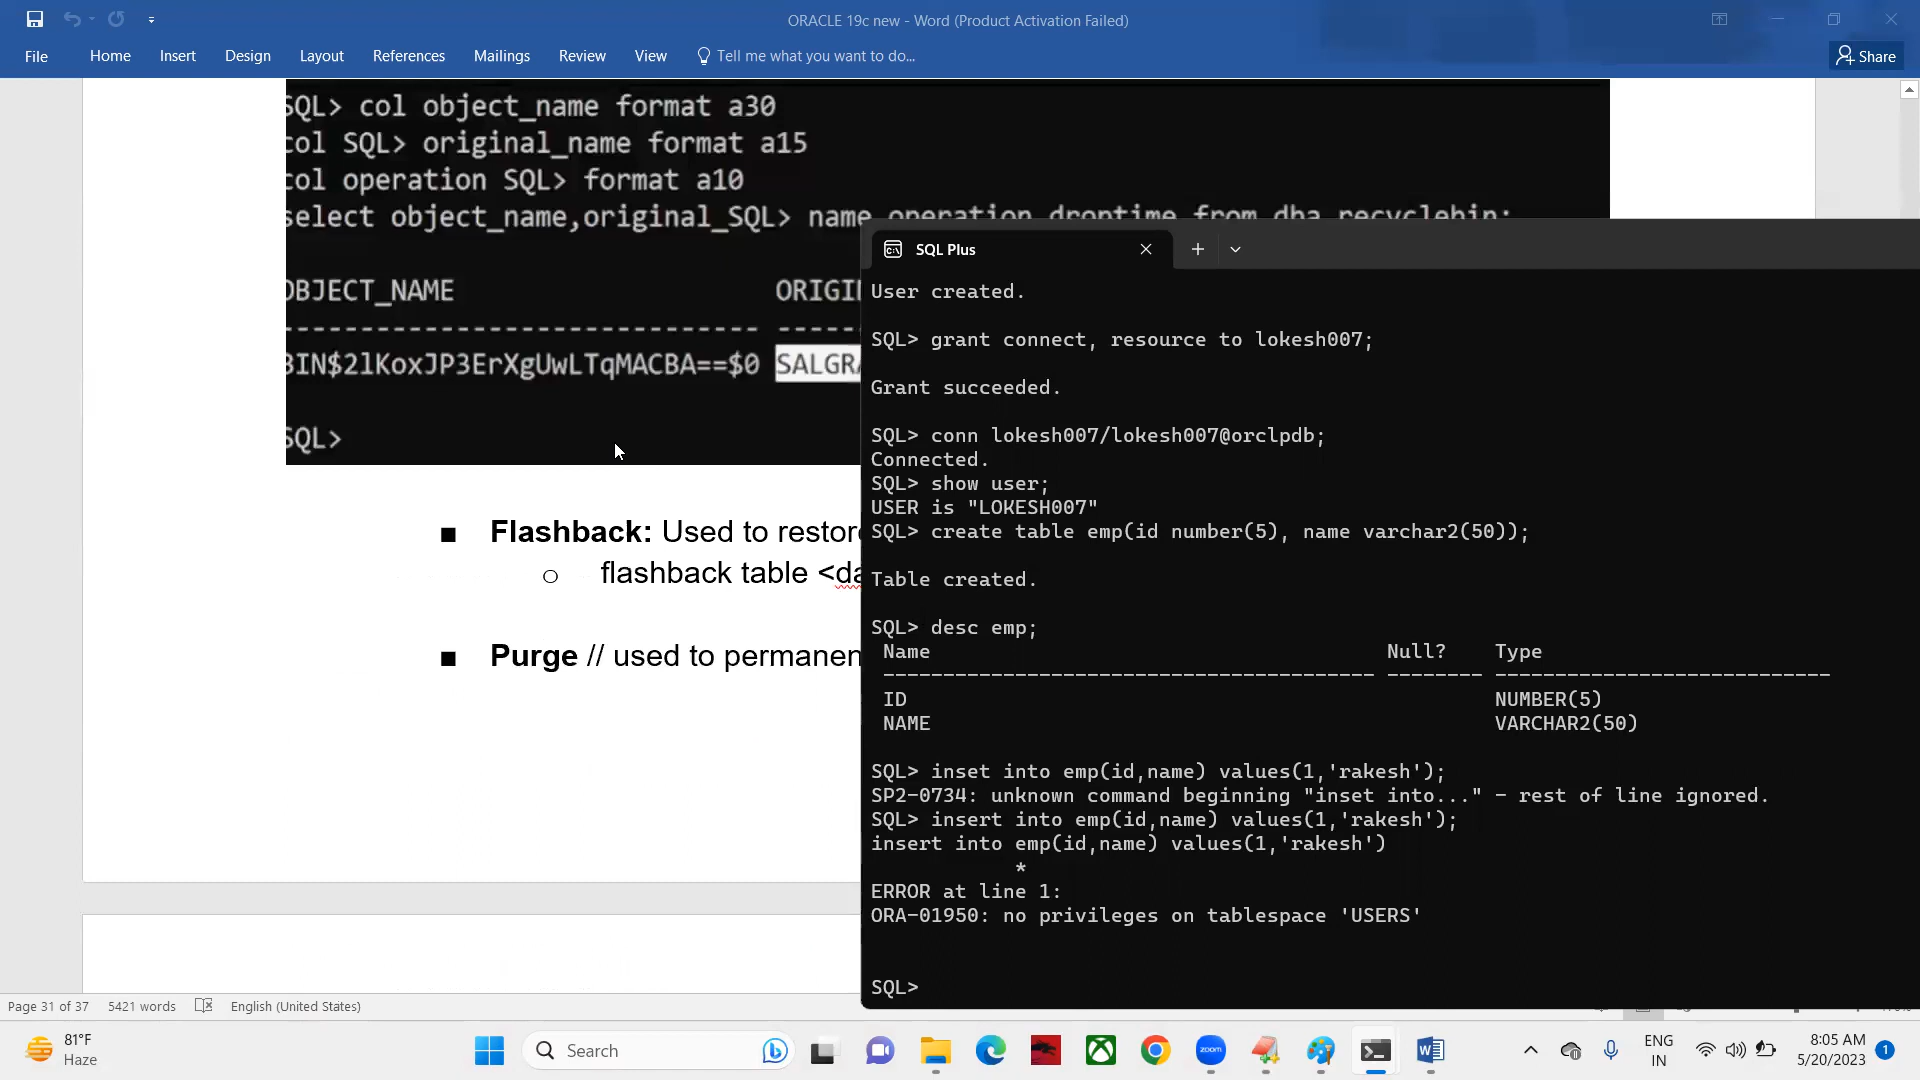 ORACLE 19c new - Word (Product Activation Failed)
File Home Insert Design Layout References Mailings Review View Tell me what you want to do... Share
SQL> col object_name format a30
col SQL> original_name format a15
col operation SQL> format a10
select object_name,original_SQL> name,operation,droptime from dba_recyclebin;
OBJECT_NAME ORIGIN
BIN$2lKoxJP3ErXgUwLTqMACBA==$0 SALGRA
SQL>
■ Flashback: Used to restore
o flashback table <da
■ Purge // used to permanen
SQL Plus
User created.
SQL> grant connect, resource to lokesh007;
Grant succeeded.
SQL> conn lokesh007/lokesh007@orclpdb;
Connected.
SQL> show user;
USER is "LOKESH007"
SQL> create table emp(id number(5), name varchar2(50));
Table created.
SQL> desc emp;
Name Null? Type
----------------------------------------- -------- ----------------------------
ID NUMBER(5)
NAME VARCHAR2(50)
SQL> inset into emp(id,name) values(1,'rakesh');
SP2-0734: unknown command beginning "inset into..." - rest of line ignored.
SQL> insert into emp(id,name) values(1,'rakesh');
insert into emp(id,name) values(1,'rakesh')
*
ERROR at line 1:
ORA-01950: no privileges on tablespace 'USERS'
SQL>
Page 31 of 37 5421 words English (United States)
81°F
Haze
Search
zoom
ENG
IN
8:05 AM
5/20/2023
1